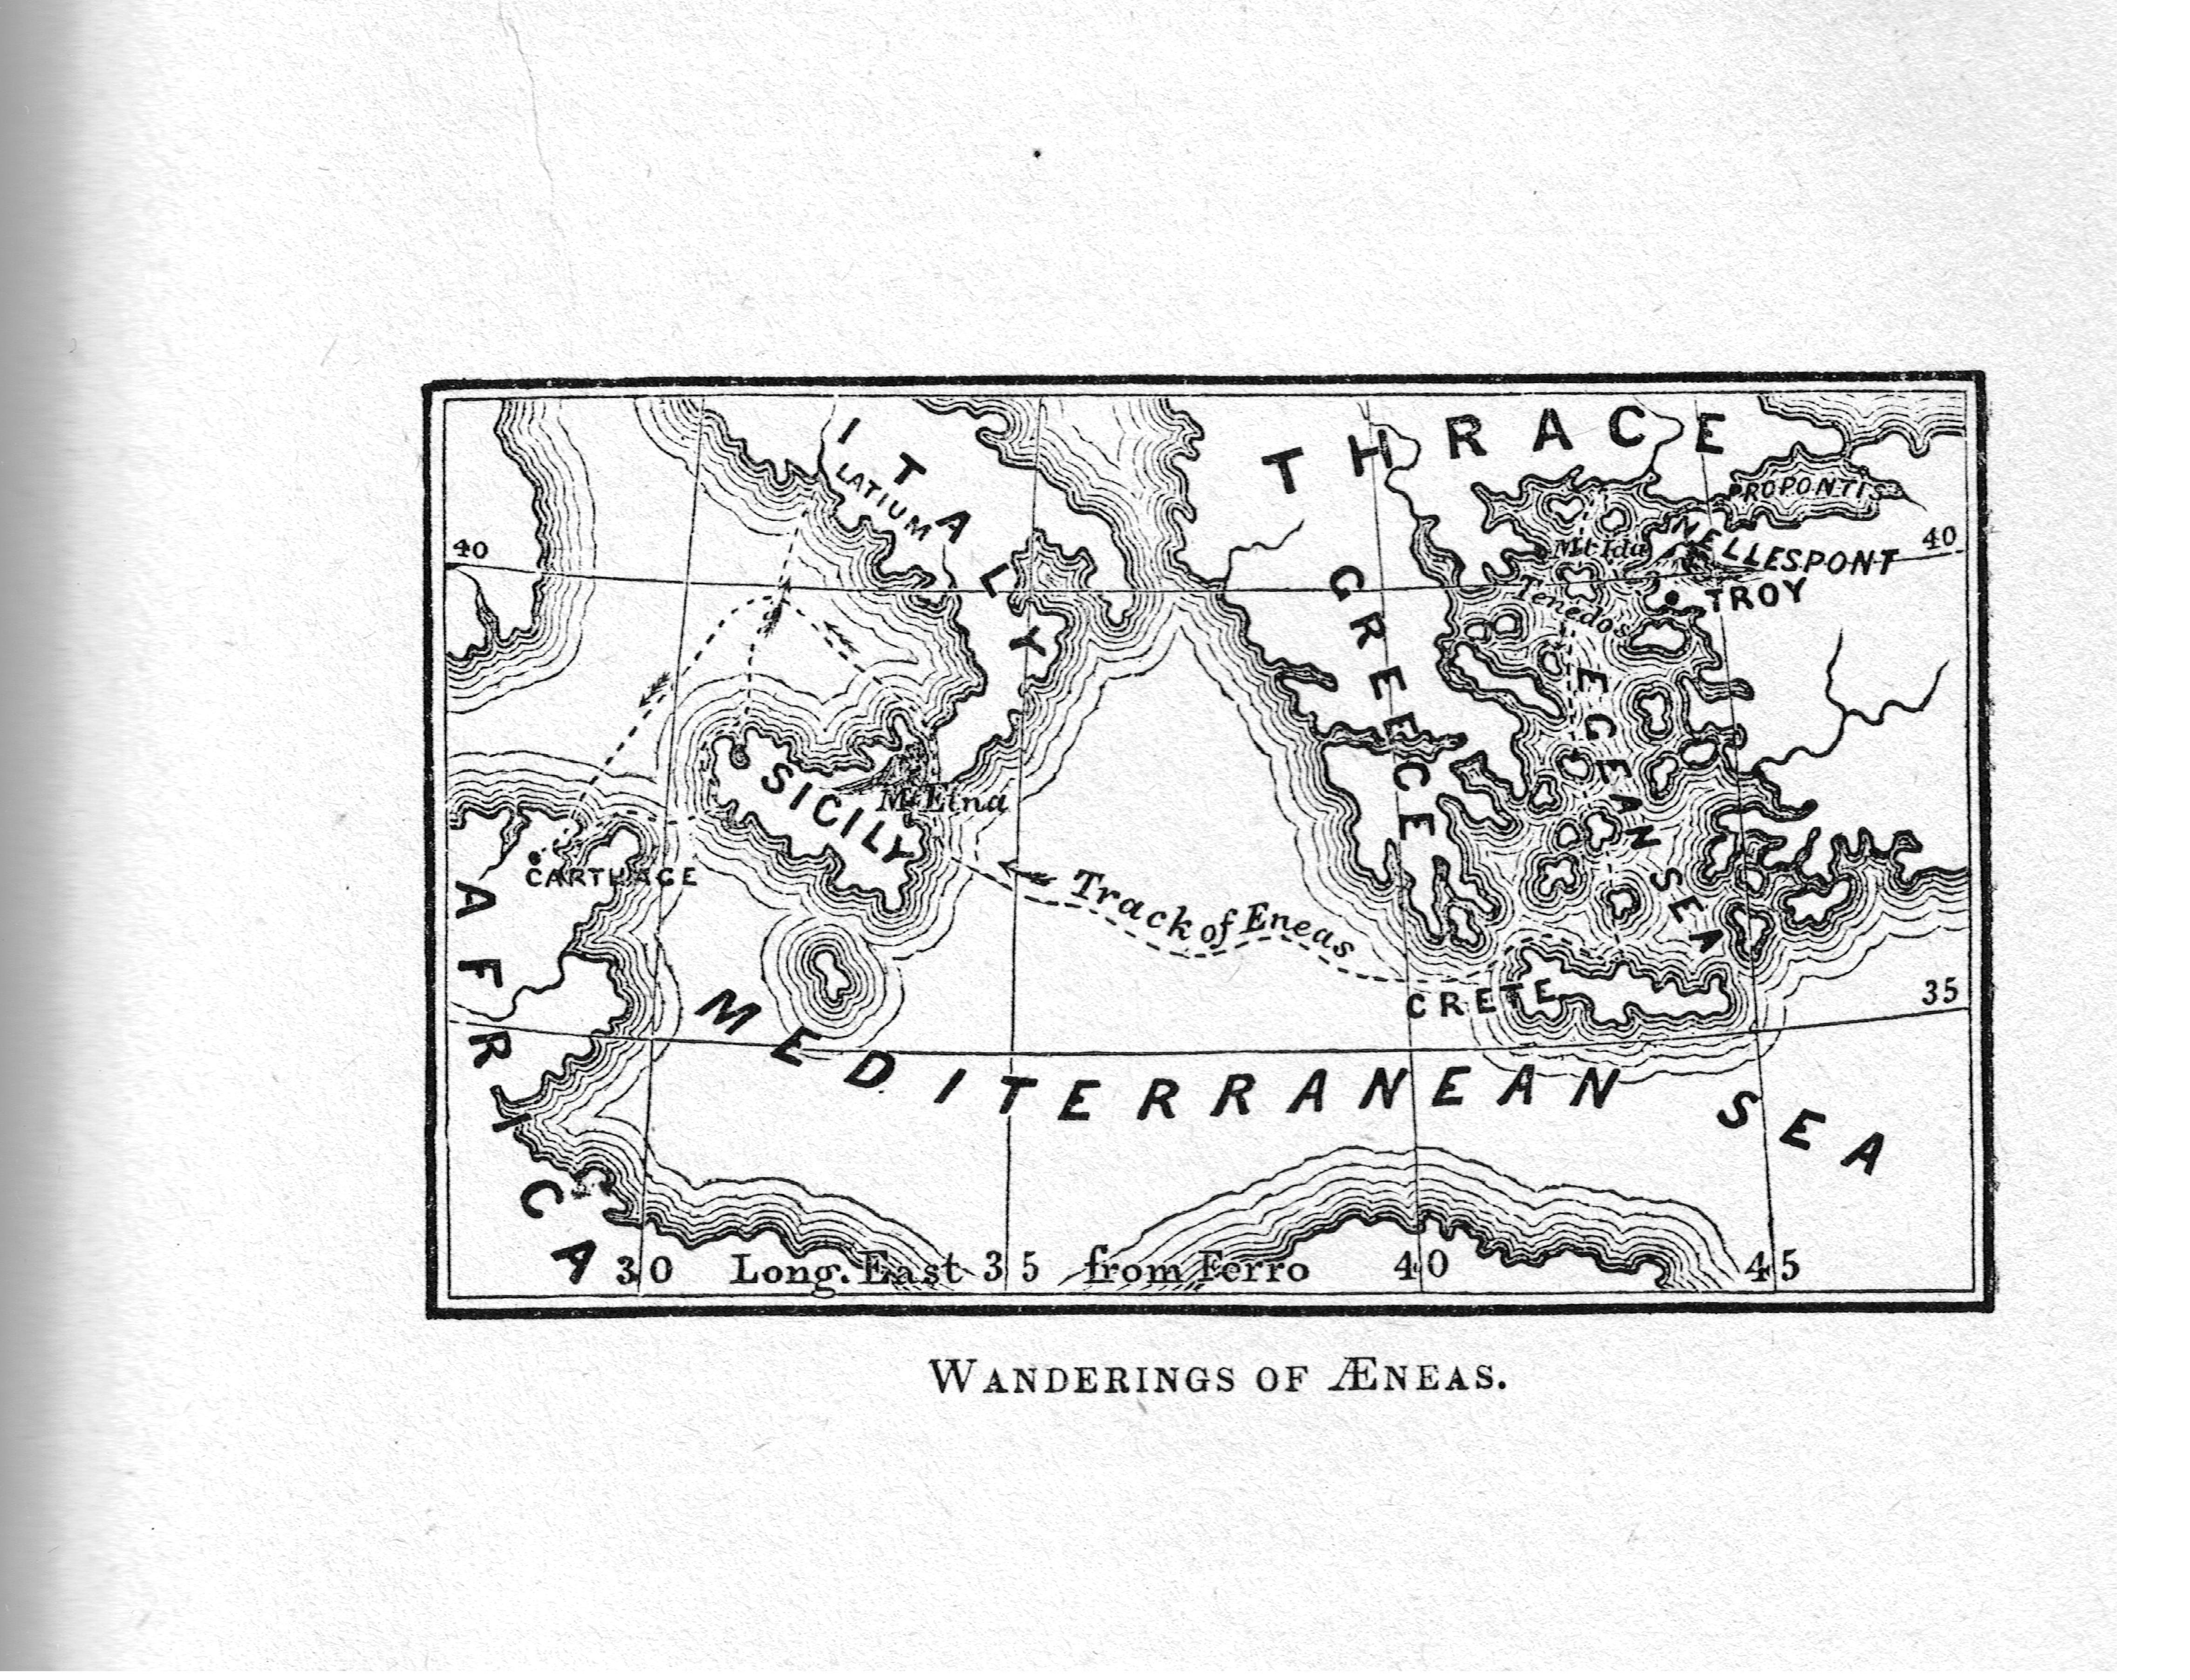 THRACE
ITALY
LATIUM
PROPONTIS
40
40
Mt Ida
HELLESPONT
TROY
Tenedos
GREECE
EGEAN SEA
SICILY
Mt Etna
CARTHAGE
Track of Eneas
AFRICA
CRETE
35
MEDITERRANEAN SEA
30 Long. East 35 from Ferro 40 45
WANDERINGS OF ÆNEAS.